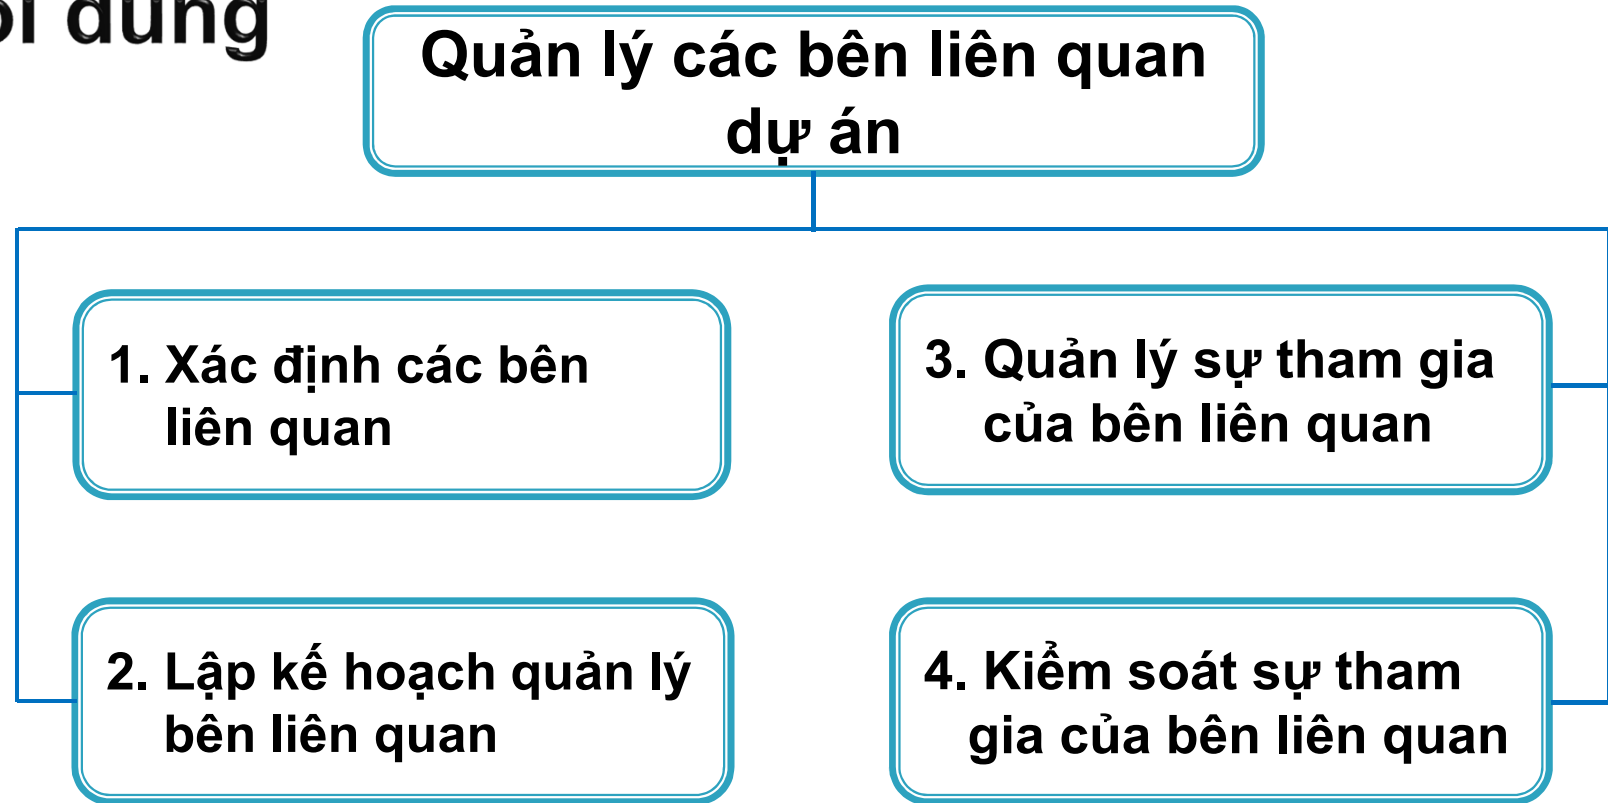 dung
Quản lý các bên liên quan
dự án
1. Xác định các bên
liên quan
2. Lập kế hoạch quản lý
bên liên quan
3. Quản lý sự tham gia
của bên liên quan
4. Kiểm soát sự tham
gia của bên liên quan